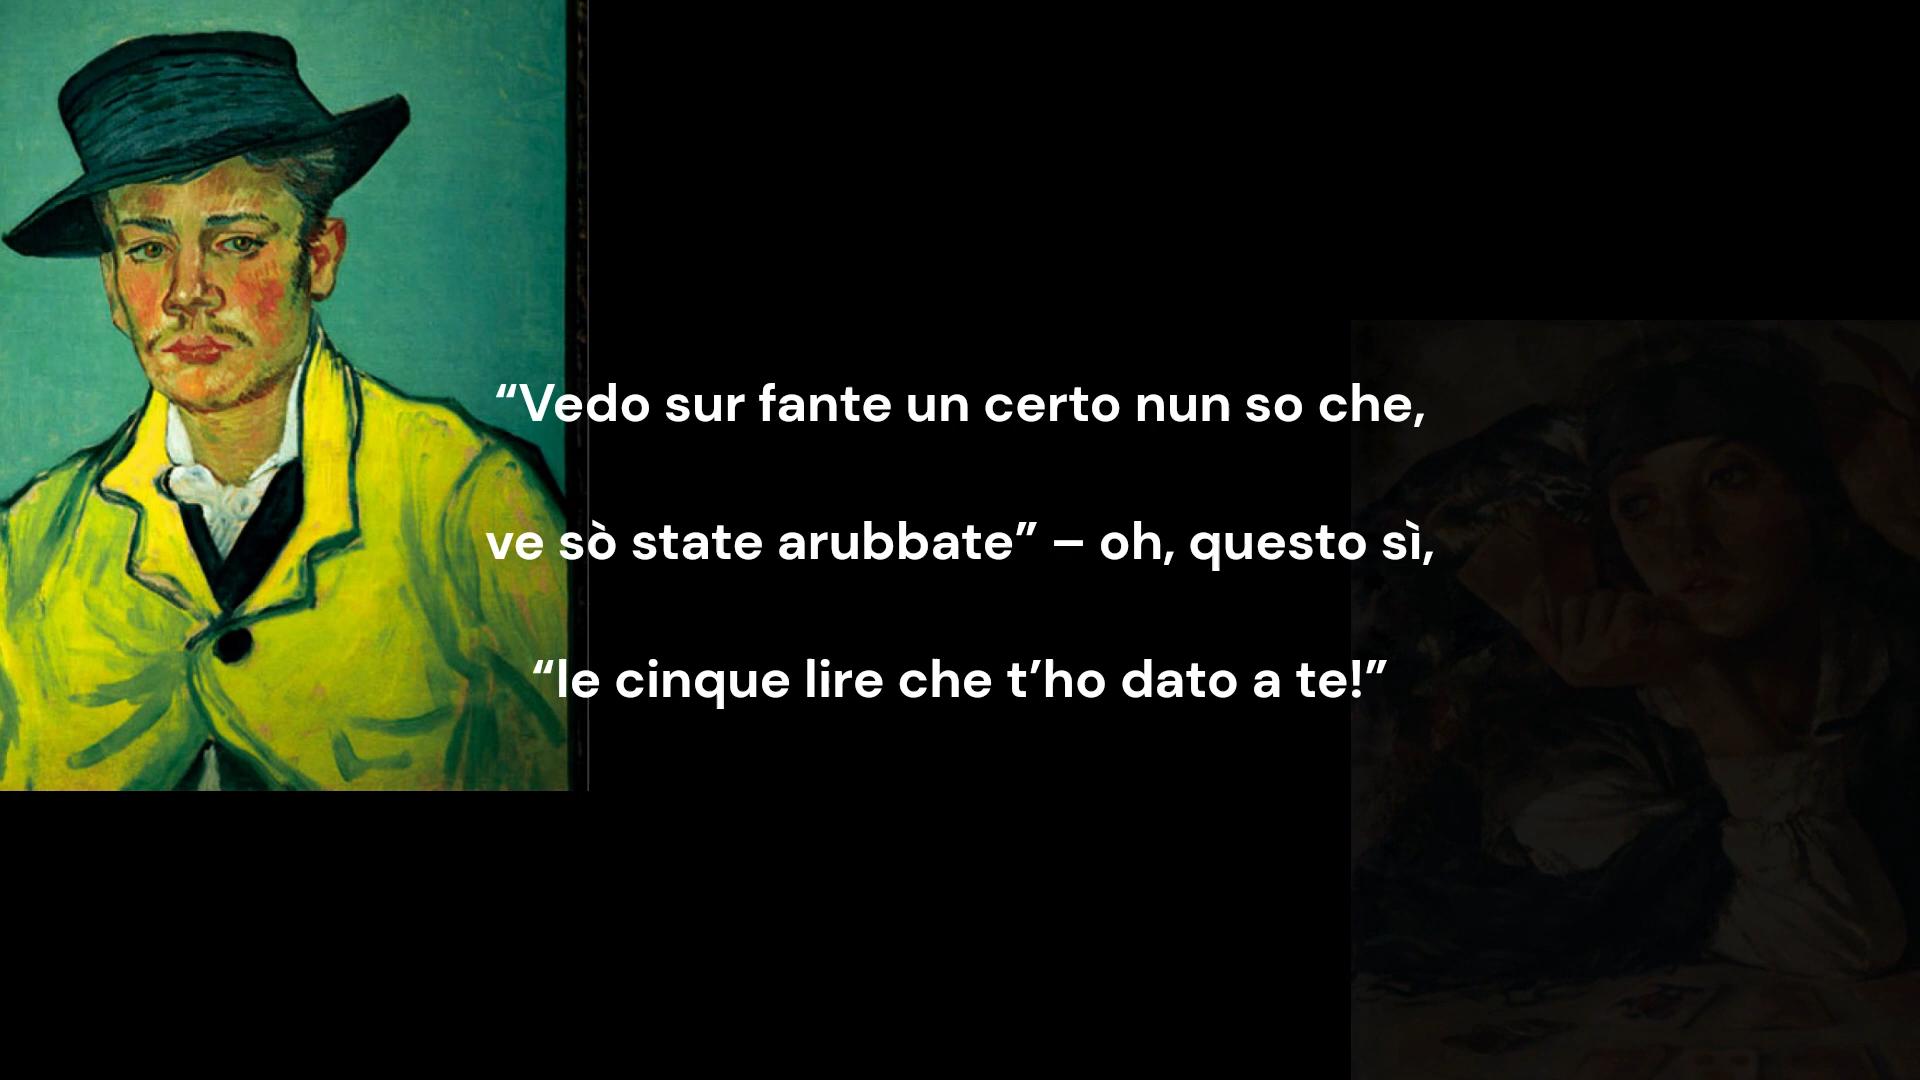 “Vedo sur fante un certo nun so che,
ve sò state arubbate” – oh, questo sì,
“le cinque lire che t’ho dato a te!”